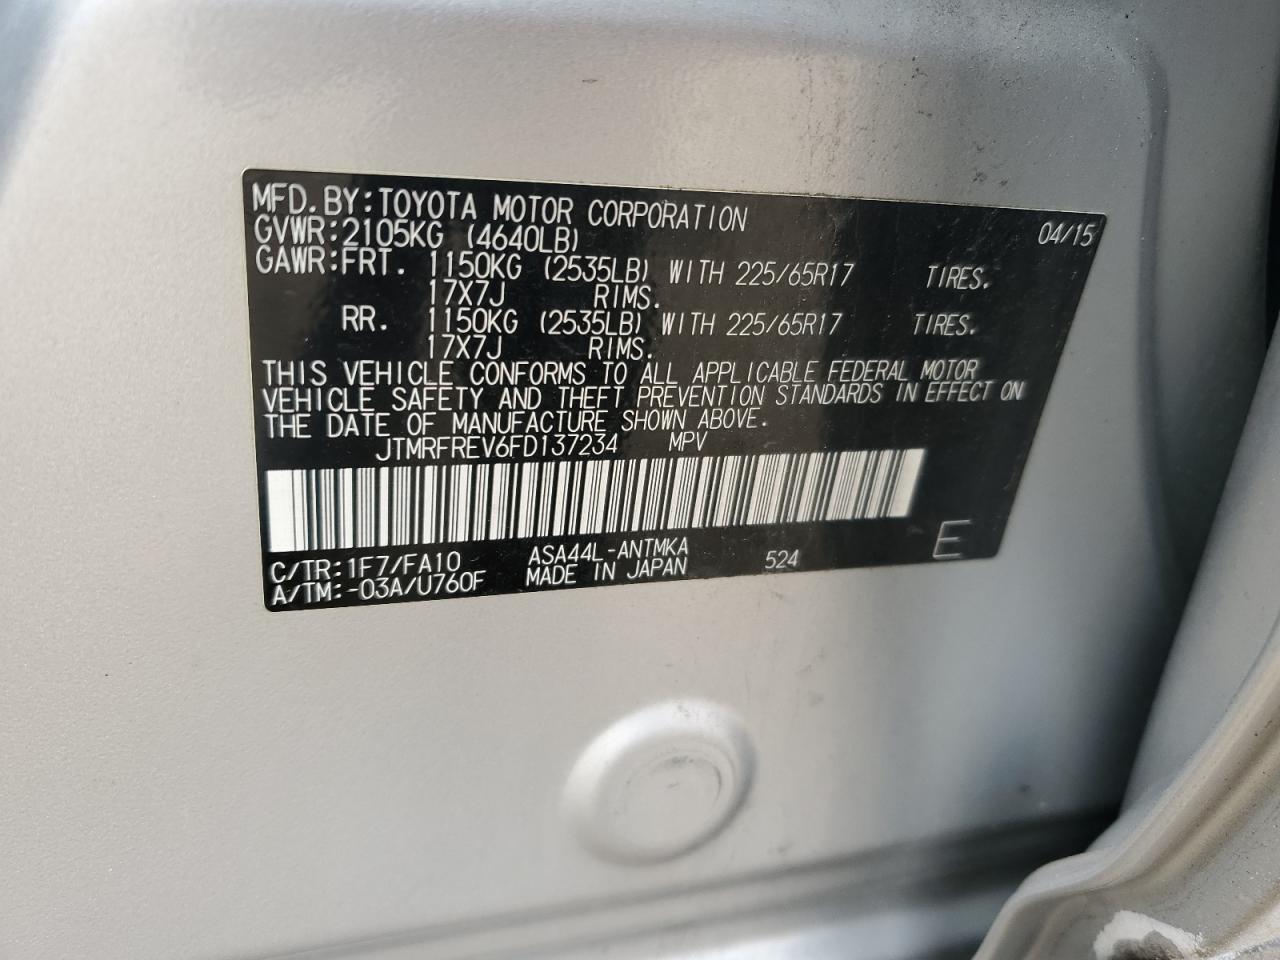 MFD. BY: TOYOTA MOTOR CORPORATION 04/15
GVWR: 2105KG (4640LB)
GAWR: FRT. 1150KG (2535LB) WITH 225/65R17 TIRES.
17X7J RIMS.
RR. 1150KG (2535LB) WITH 225/65R17 TIRES.
17X7J RIMS.
THIS VEHICLE CONFORMS TO ALL APPLICABLE FEDERAL MOTOR
VEHICLE SAFETY AND THEFT PREVENTION STANDARDS IN EFFECT ON
THE DATE OF MANUFACTURE SHOWN ABOVE.
JTMRFREV6FD137234 MPV
C/TR: 1F7/FA10 ASA44L-ANTMKA 524 E
A/TM: -03A/U760F MADE IN JAPAN